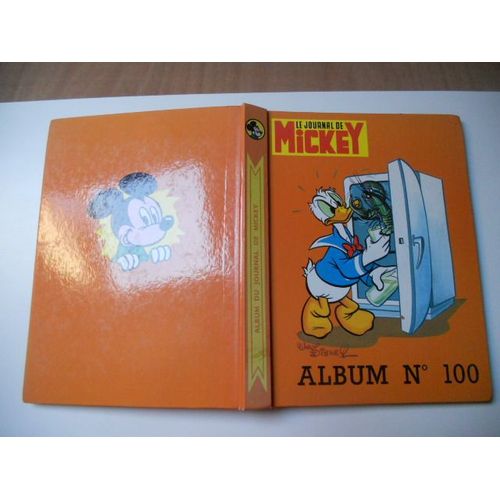 LE JOURNAL DE
MICKEY
ALBUM DU JOURNAL DE MICKEY
WALT
DISNEY
ALBUM N° 100